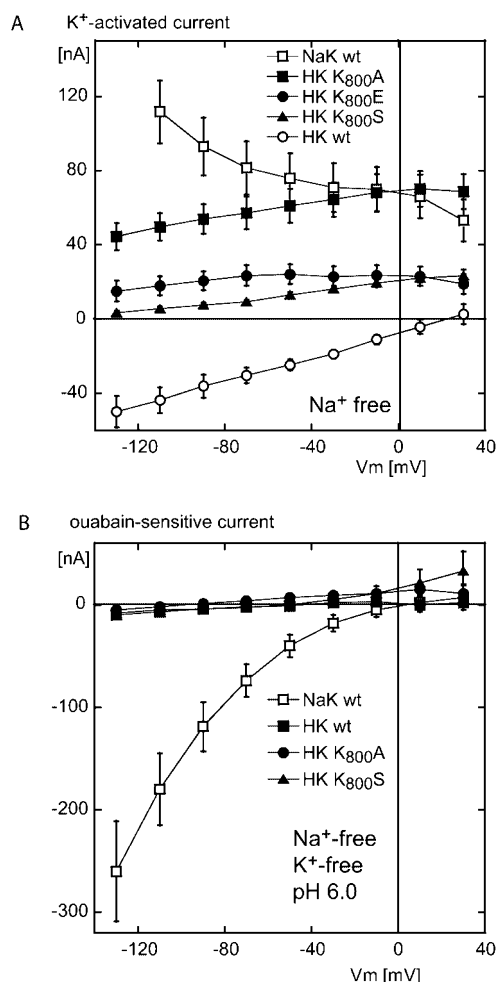 A K⁺-activated current
[nA]
NaK wt
HK K₈₀₀A
HK K₈₀₀E
HK K₈₀₀S
HK wt
120
80
40
0
-40
Na⁺ free
-120 -80 -40 0 40
Vm [mV]
B ouabain-sensitive current
[nA]
0
-100
-200
-300
NaK wt
HK wt
HK K₈₀₀A
HK K₈₀₀S
Na⁺-free
K⁺-free
pH 6.0
-120 -80 -40 0 40
Vm [mV]